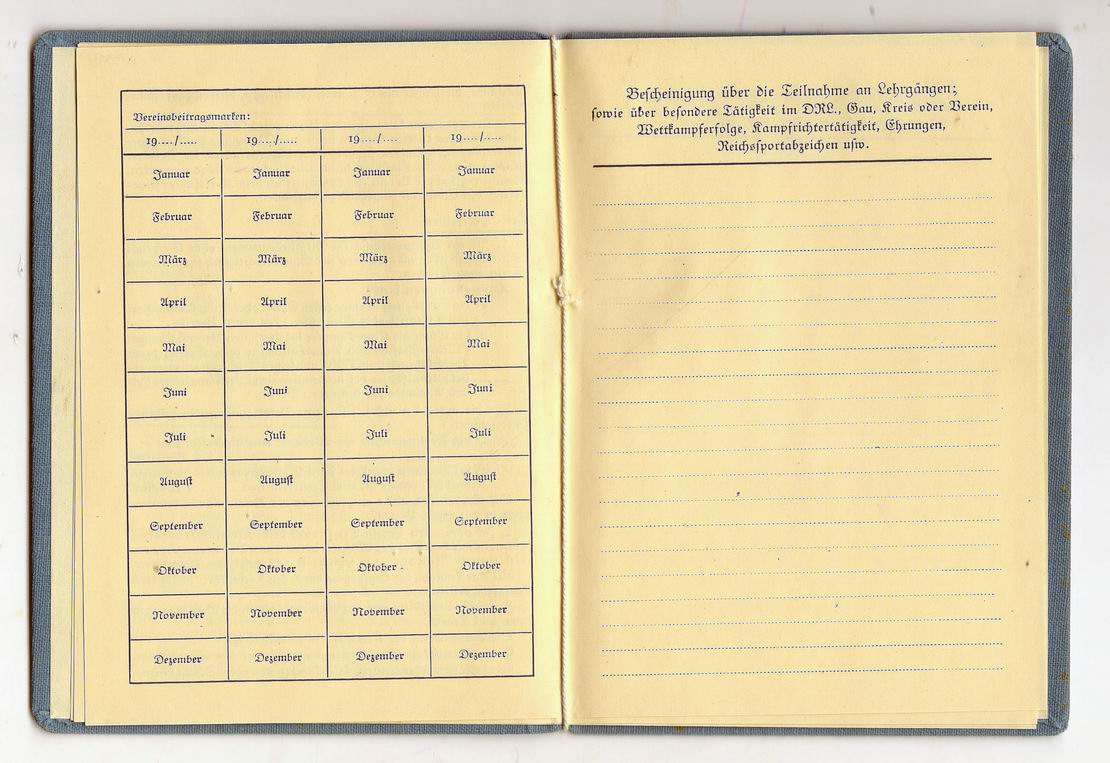 Vereinsbeitragsmarken:
19..../..... 19..../..... 19..../.... 19..../.....
Januar Januar Januar Januar
Februar Februar Februar Februar
März März März März
April April April April
Mai Mai Mai Mai
Juni Juni Juni Juni
Juli Juli Juli Juli
August August August August
September September September September
Oktober Oktober Oktober Oktober
November November November November
Dezember Dezember Dezember Dezember
Bescheinigung über die Teilnahme an Lehrgängen;
sowie über besondere Tätigkeit im DRL., Gau, Kreis oder Verein,
Wettkampferfolge, Kampfrichtertätigkeit, Ehrungen,
Reichssportabzeichen usw.